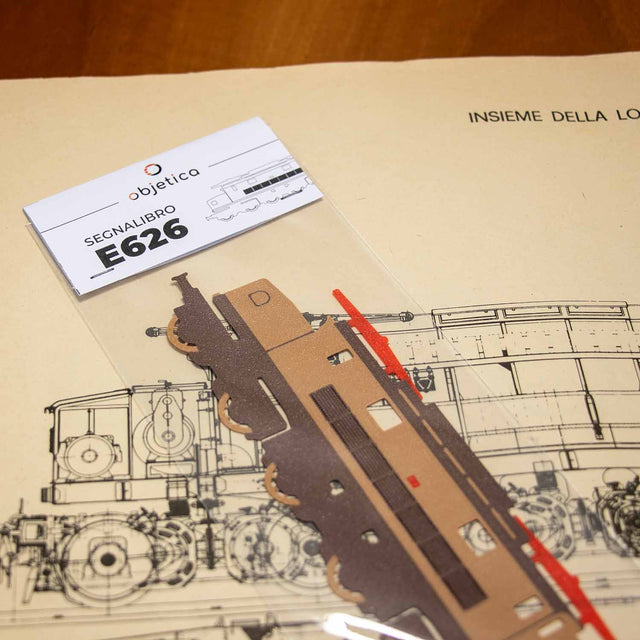 INSIEME DELLA LO
objetica
SEGNALIBRO
E626
D